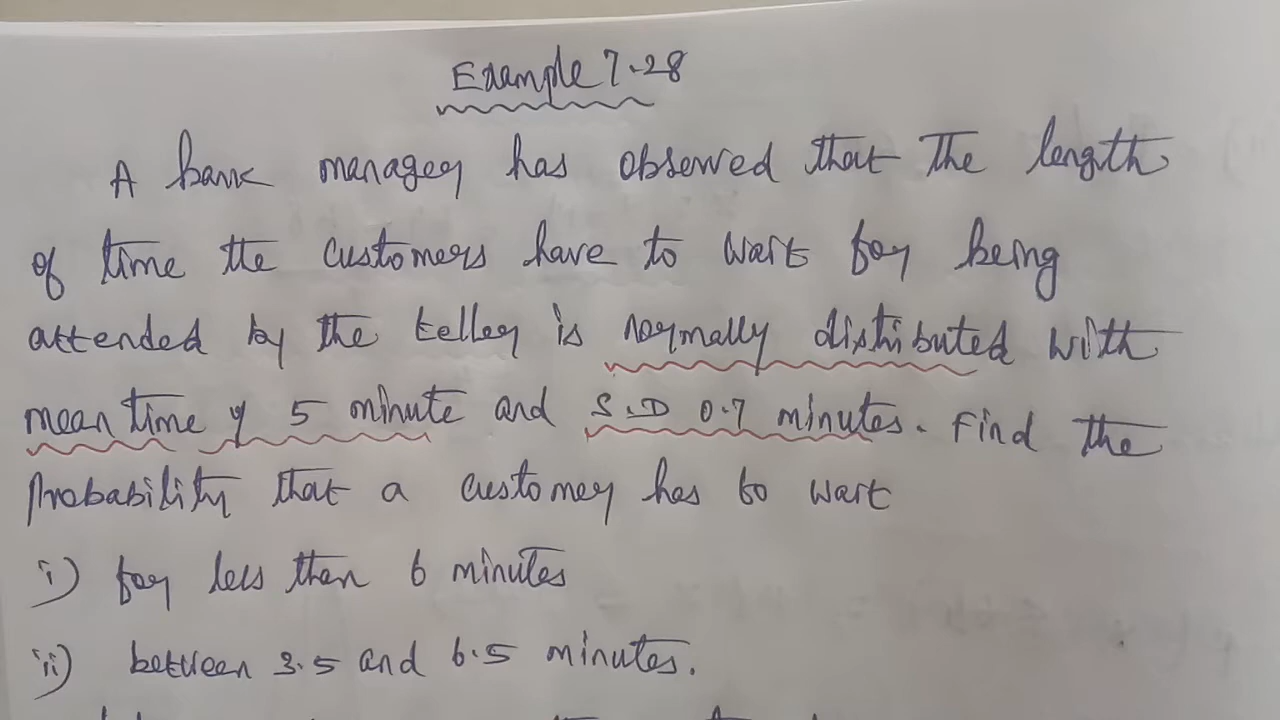 Example 7.28
A bank manager has observed that the length
of time the customers have to wait for being
attended by the teller is normally distributed with
mean time of 5 minute and S.D 0.7 minutes. Find the
Probability that a customer has to wait
i) for less than 6 minutes
ii) between 3.5 and 6.5 minutes.